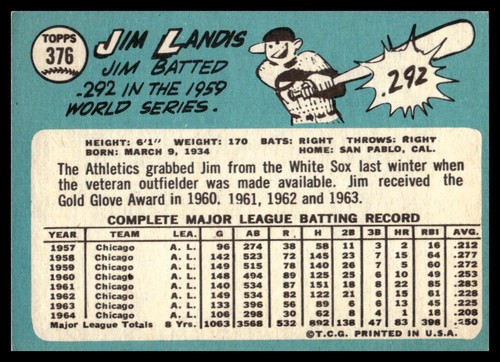 TOPPS
376
JIM LANDIS
JIM BATTED
.292 IN THE 1959
WORLD SERIES.
.292
HEIGHT: 6'1" WEIGHT: 170 BATS: RIGHT THROWS: RIGHT
BORN: MARCH 9, 1934 HOME: SAN PABLO, CAL.
The Athletics grabbed Jim from the White Sox last winter when
the veteran outfielder was made available. Jim received the
Gold Glove Award in 1960. 1961, 1962 and 1963.
COMPLETE MAJOR LEAGUE BATTING RECORD
YEAR TEAM LEA. G AB R H 2B 3B HR RBI AVG.
1957 Chicago A. L. 96 274 38 58 11 3 2 16 .212
1958 Chicago A. L. 142 523 72 145 23 7 15 64 .277
1959 Chicago A. L. 149 515 78 140 26 7 5 60 .272
1960 Chicago A. L. 148 494 89 125 25 6 10 49 .253
1961 Chicago A. L. 140 534 87 151 18 8 22 85 .283
1962 Chicago A. L. 149 534 82 122 21 6 15 61 .228
1963 Chicago A. L. 133 396 56 89 6 6 13 45 .225
1964 Chicago A. L. 106 298 30 62 8 4 1 18 .208
Major League Totals 8 Yrs. 1063 3568 532 892 138 47 83 398 .250
©T.C.G. PRINTED IN U.S.A.